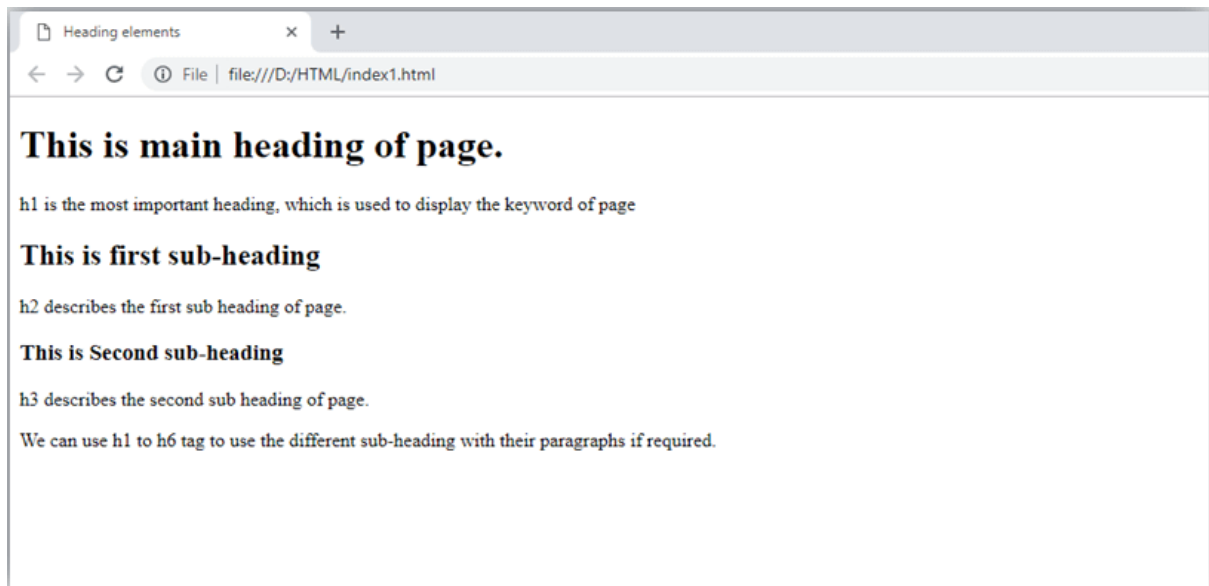 Heading elements
File file:///D:/HTML/index1.html
This is main heading of page.
h1 is the most important heading, which is used to display the keyword of page
This is first sub-heading
h2 describes the first sub heading of page.
This is Second sub-heading
h3 describes the second sub heading of page.
We can use h1 to h6 tag to use the different sub-heading with their paragraphs if required.